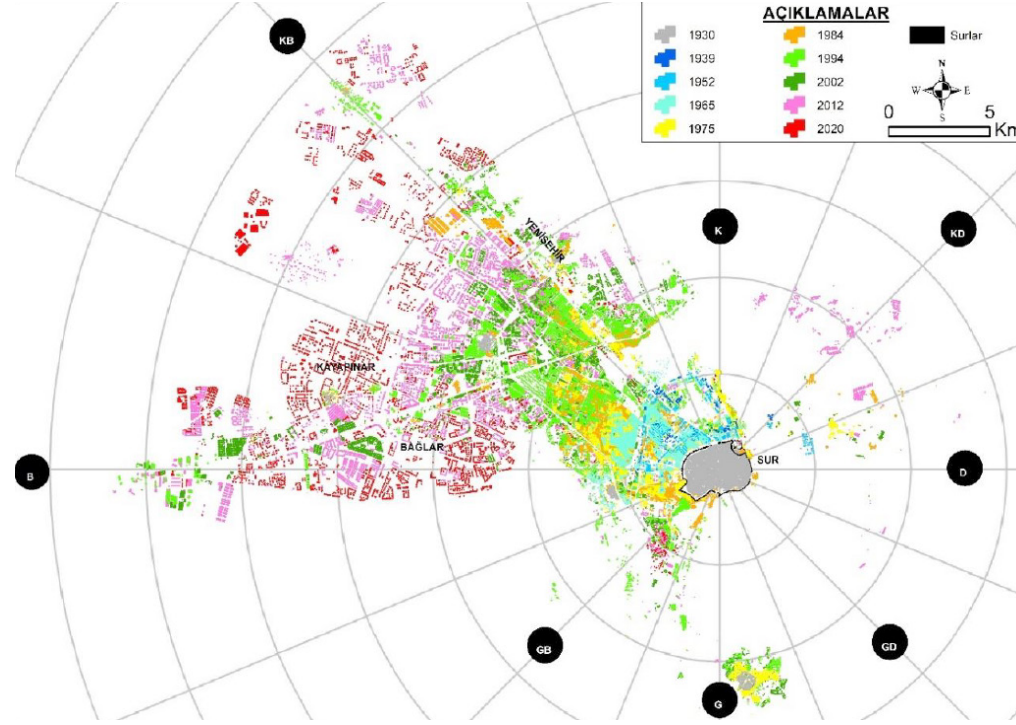 AÇIKLAMALAR
1930
1939
1952
1965
1975
1984
1994
2002
2012
2020
Surlar
N
W E
S
0 5
Km
KB
K
KD
YENİŞEHİR
KAYAPINAR
BAĞLAR
SUR
B
D
GB
GD
G